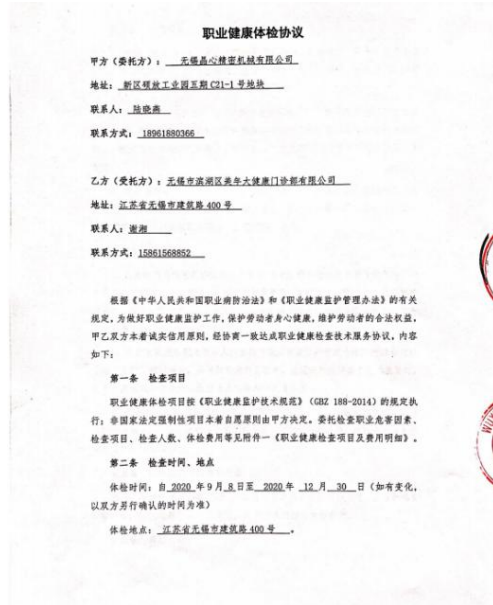 职业健康体检协议
甲方（委托方）： 无锡晶心精密机械有限公司
地址： 新区硕放工业园五期 C21-1 号地块
联系人： 陆晓燕
联系方式： 18961880366
乙方（受托方）： 无锡市滨湖区美年大健康门诊部有限公司
地址： 江苏省无锡市建筑路 400 号
联系人： 谢湘
联系方式： 15861568852
根据《中华人民共和国职业病防治法》和《职业健康监护管理办法》的有关
规定，为做好职业健康监护工作，保护劳动者身心健康，维护劳动者的合法权益，
甲乙双方本着诚实信用原则，经协商一致达成职业健康检查技术服务协议，内容
如下：
第一条 检查项目
职业健康体检项目按《职业健康监护技术规范》（GBZ 188-2014）的规定执
行；非国家法定强制性项目本着自愿原则由甲方决定。委托检查职业危害因素、
检查项目、检查人数、体检费用等见附件一《职业健康检查项目及费用明细》。
第二条 检查时间、地点
体检时间：自 2020 年 9 月 8 日至 2020 年 12 月 30 日（如有变化，
以双方另行确认的时间为准）
体检地点： 江苏省无锡市建筑路 400 号 。